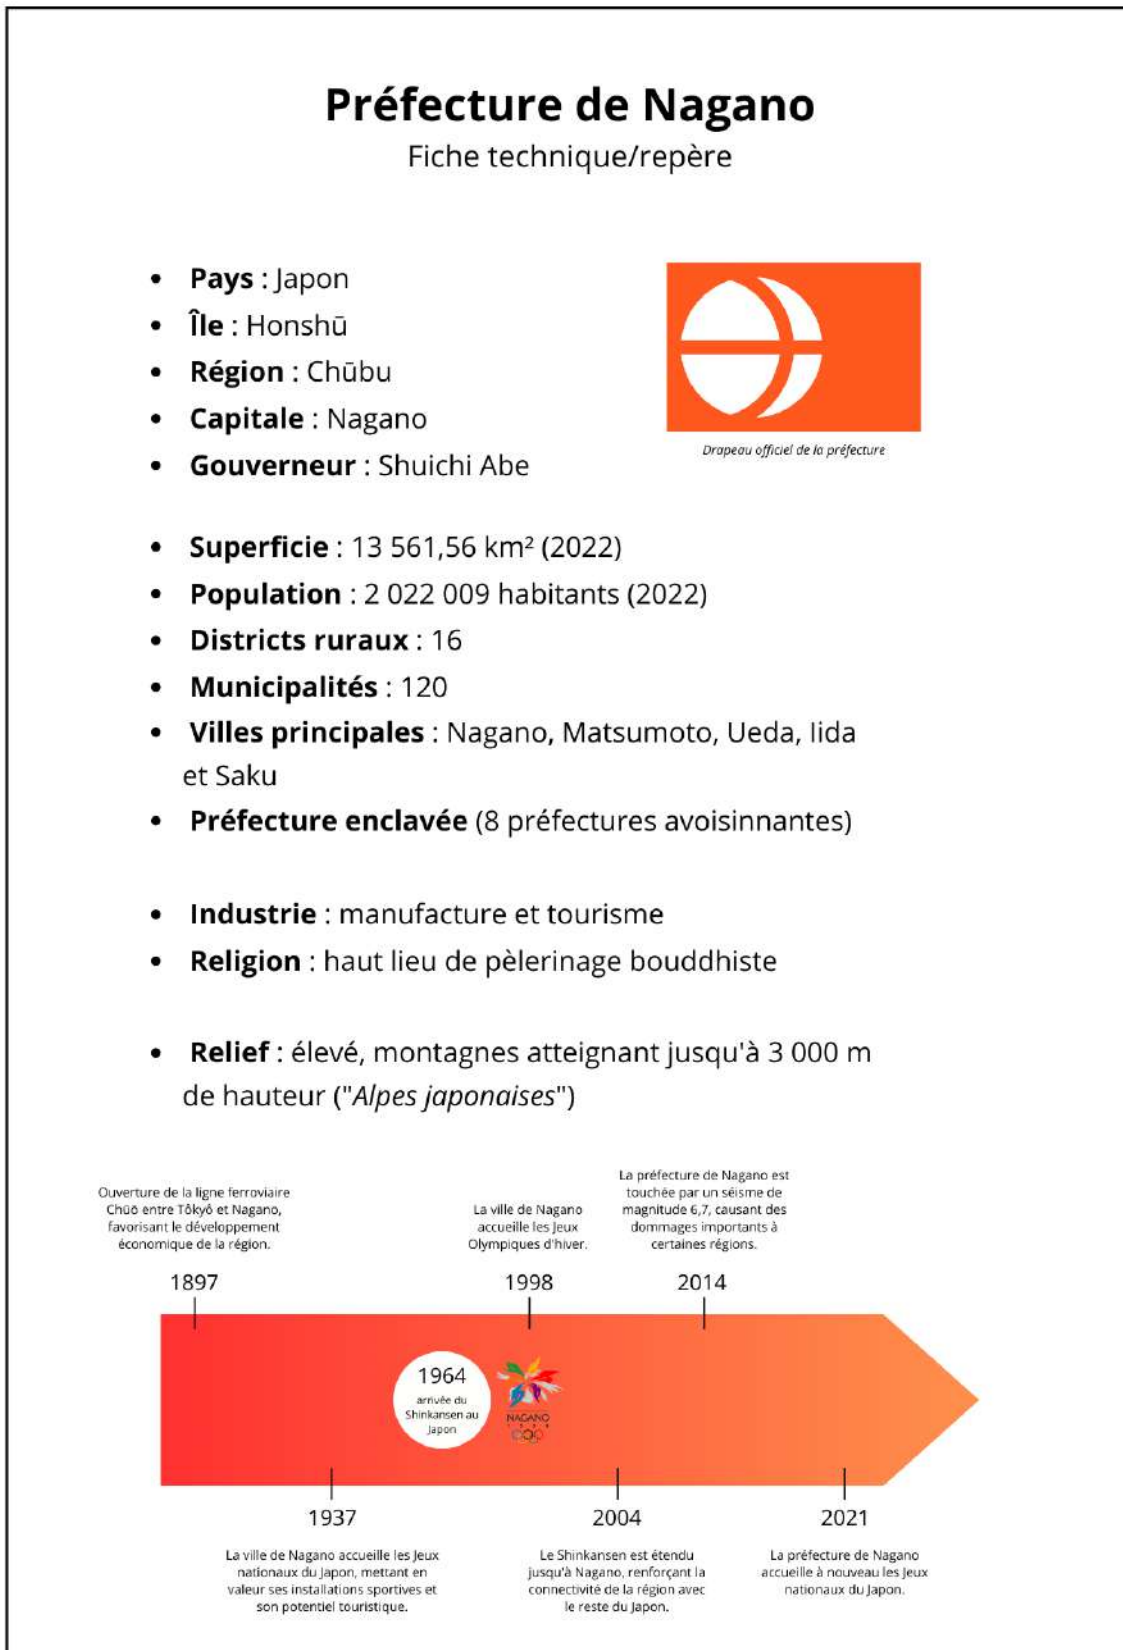 Préfecture de Nagano
Fiche technique/repère
• Pays : Japon
• Île : Honshū
• Région : Chūbu
• Capitale : Nagano
• Gouverneur : Shuichi Abe
Drapeau officiel de la préfecture
• Superficie : 13 561,56 km² (2022)
• Population : 2 022 009 habitants (2022)
• Districts ruraux : 16
• Municipalités : 120
• Villes principales : Nagano, Matsumoto, Ueda, Iida
et Saku
• Préfecture enclavée (8 préfectures avoisinnantes)
• Industrie : manufacture et tourisme
• Religion : haut lieu de pèlerinage bouddhiste
• Relief : élevé, montagnes atteignant jusqu'à 3 000 m
de hauteur ("Alpes japonaises")
Ouverture de la ligne ferroviaire
Chūō entre Tôkyô et Nagano,
favorisant le développement
économique de la région.
1897
La ville de Nagano
accueille les Jeux
Olympiques d'hiver.
1998
La préfecture de Nagano est
touchée par un séisme de
magnitude 6,7, causant des
dommages importants à
certaines régions.
2014
1964
arrivée du
Shinkansen au
Japon
NAGANO
1998
1937
La ville de Nagano accueille les Jeux
nationaux du Japon, mettant en
valeur ses installations sportives et
son potentiel touristique.
2004
Le Shinkansen est étendu
jusqu'à Nagano, renforçant la
connectivité de la région avec
le reste du Japon.
2021
La préfecture de Nagano
accueille à nouveau les Jeux
nationaux du Japon.